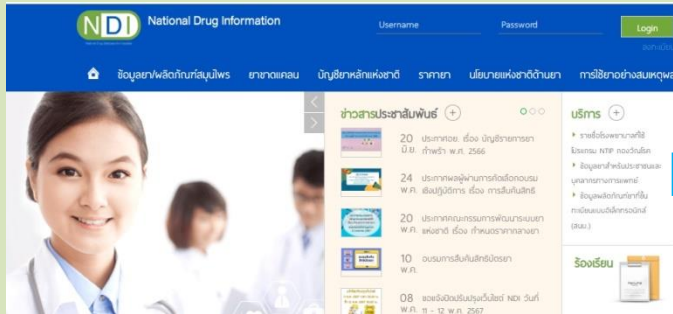 NDI National Drug Information
Username
Password
Login
ข้อมูลยา/ผลิตภัณฑ์สมุนไพร ยาขาดแคลน บัญชียาหลักแห่งชาติ ราคายา นโยบายแห่งชาติด้านยา การใช้ยาอย่างสมเหตุผล
ข่าวสารประชาสัมพันธ์
20 มิ.ย. ประกาศอย. เรื่อง บัญชีรายการยา
กำพร้า พ.ศ. 2566
24 พ.ค. ประกาศผลผู้ผ่านการคัดเลือกอบรม
เชิงปฏิบัติการ เรื่อง การสืบค้นสิทธิ
20 พ.ค. ประกาศคณะกรรมการพัฒนาระบบยา
แห่งชาติ เรื่อง กำหนดราคากลางยา
10 พ.ค. อบรมการสืบค้นสิทธิบัตรยา
08 พ.ค. ขอแจ้งปิดปรับปรุงเว็บไซต์ NDI วันที่
11 - 12 พ.ค. 2567
บริการ
รายชื่อโรงพยาบาลที่ใช้
โปรแกรม NTIP กองวัณโรค
ข้อมูลยาสำหรับประชาชนและ
บุคลากรทางการแพทย์
ข้อมูลผลิตภัณฑ์ยาที่ขึ้น
ทะเบียนแบบอิเล็กทรอนิกส์
ร้องเรียน